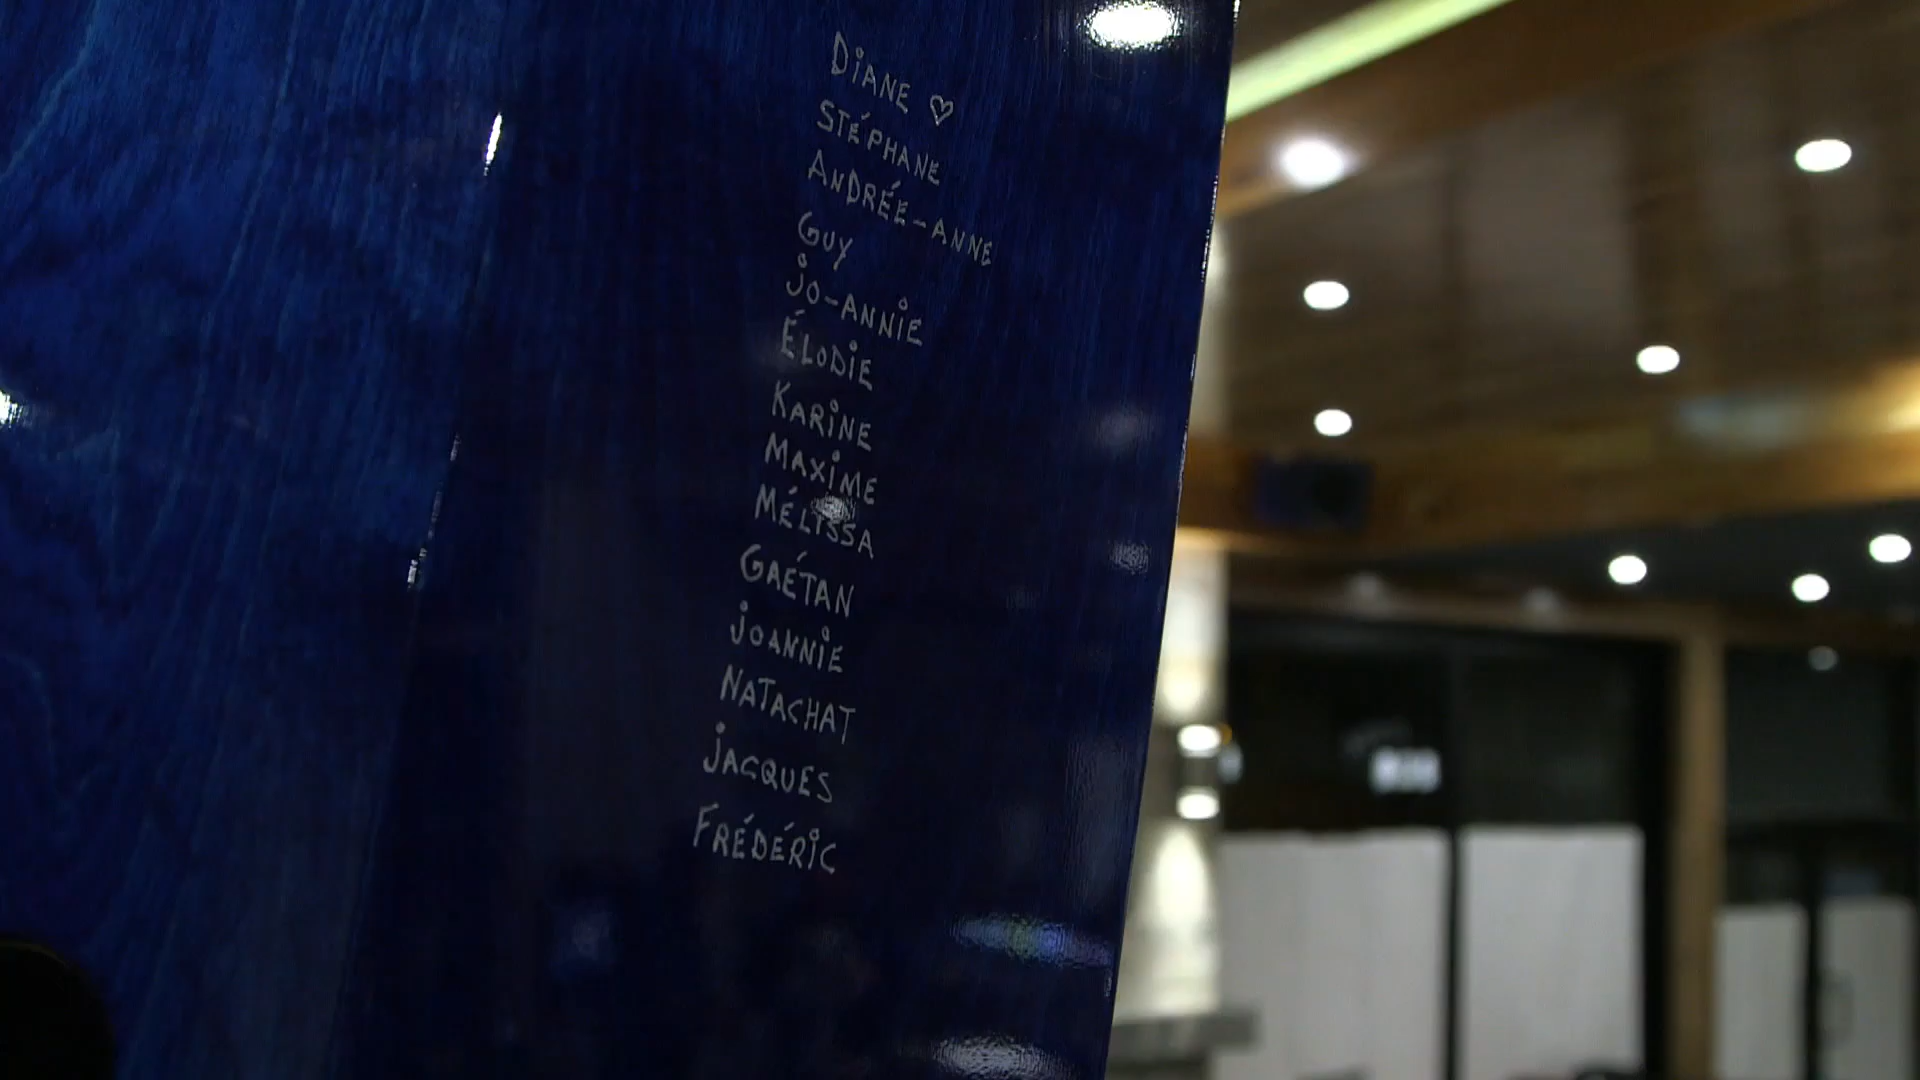 DIANE ♡
STÉPHANE
ANDRÉE-ANNE
GUY
JO-ANNIE
ÉLODIE
KARINE
MAXIME
MÉLISSA
GAÉTAN
JOANNIE
NATACHAT
JACQUES
FRÉDÉRIC